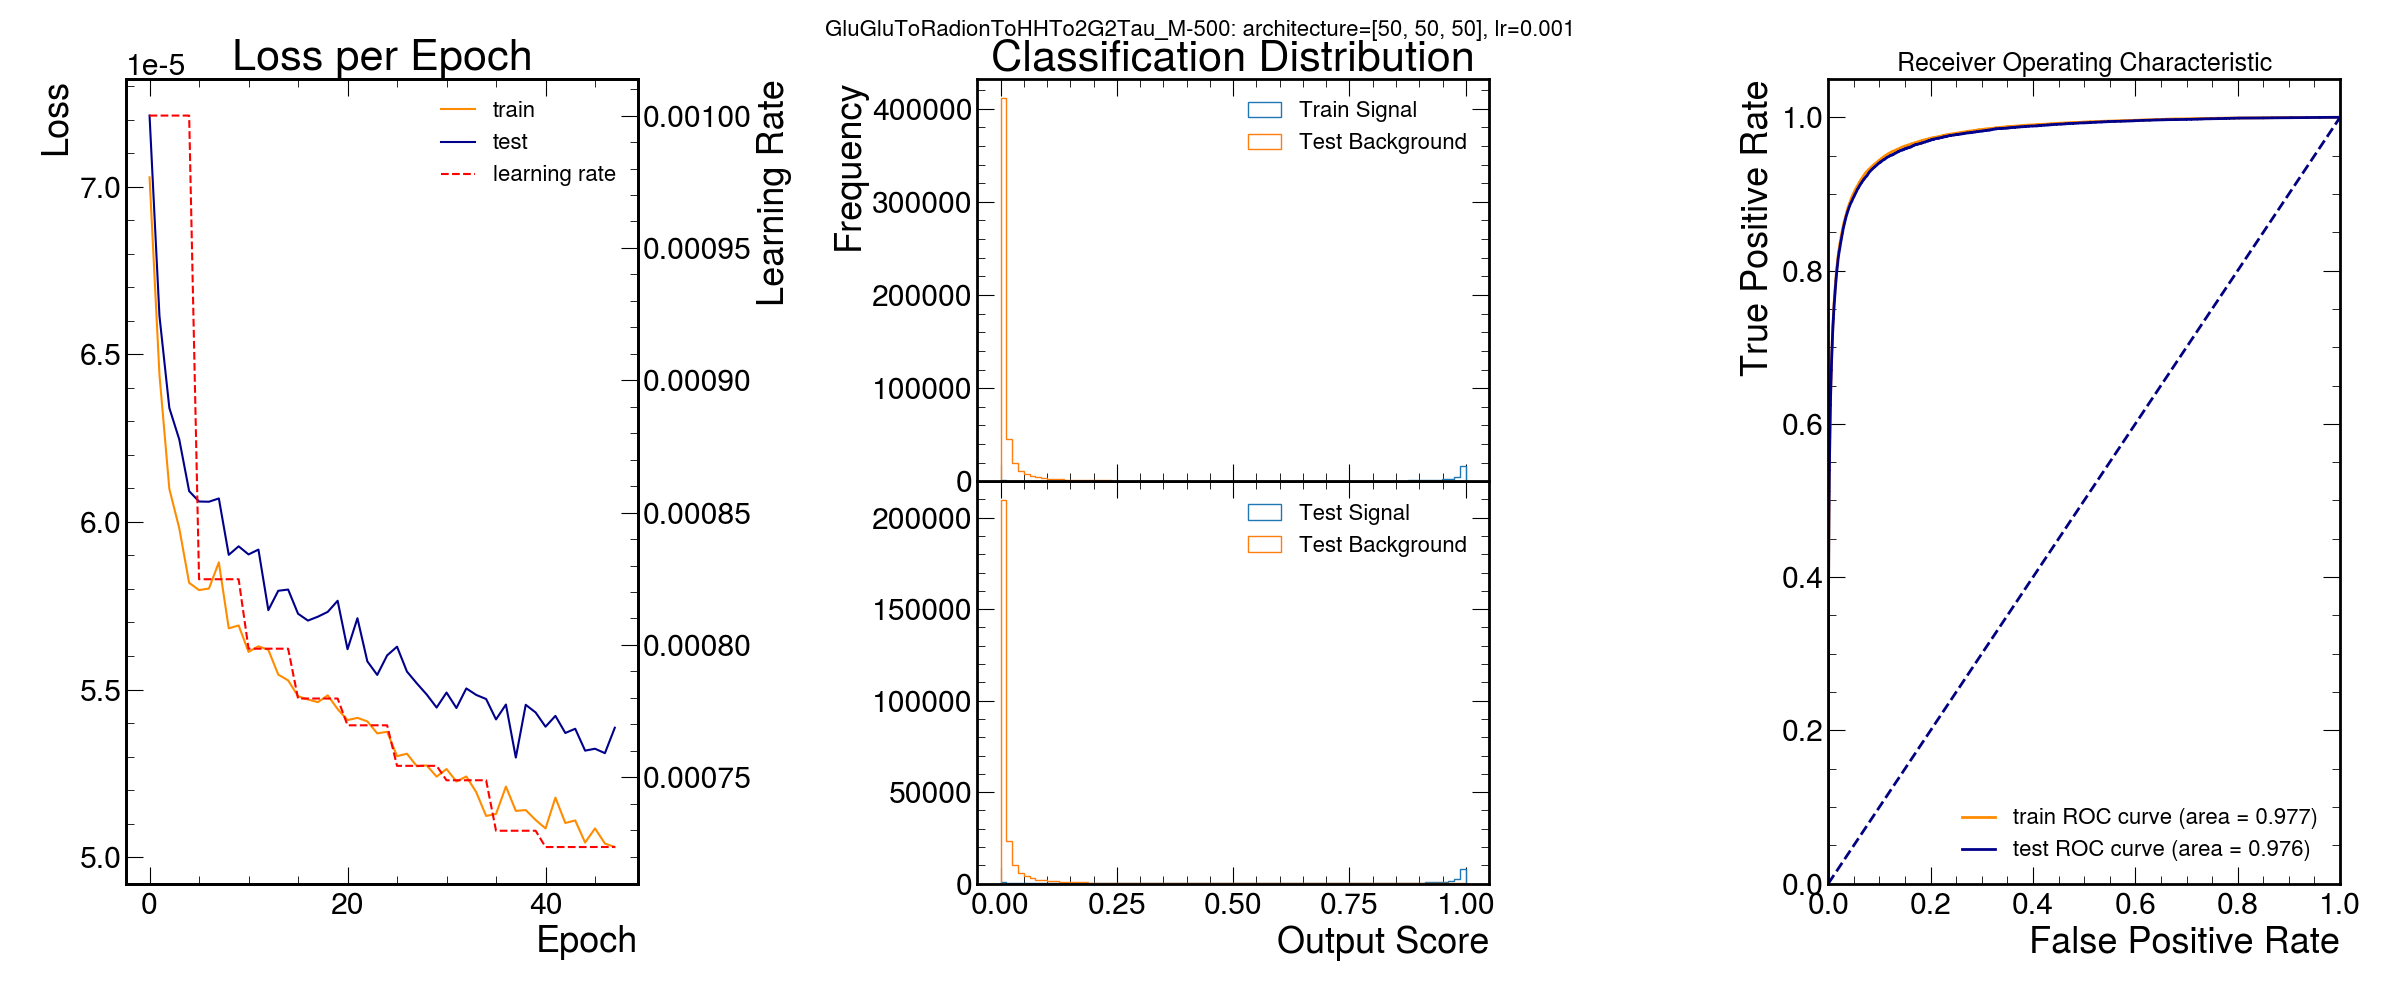 GluGluToRadionToHHTo2G2Tau_M-500: architecture=[50, 50, 50], lr=0.001
Loss per Epoch
1e-5
Loss
7.0
6.5
6.0
5.5
5.0
0
20
40
Epoch
train
test
learning rate
0.00100
0.00095
0.00090
0.00085
0.00080
0.00075
Learning Rate
Classification Distribution
Frequency
400000
300000
200000
100000
0
Train Signal
Test Background
200000
150000
100000
50000
0
Test Signal
Test Background
0.00
0.25
0.50
0.75
1.00
Output Score
Receiver Operating Characteristic
True Positive Rate
1.0
0.8
0.6
0.4
0.2
0.0
train ROC curve (area = 0.977)
test ROC curve (area = 0.976)
0.0
0.2
0.4
0.6
0.8
1.0
False Positive Rate